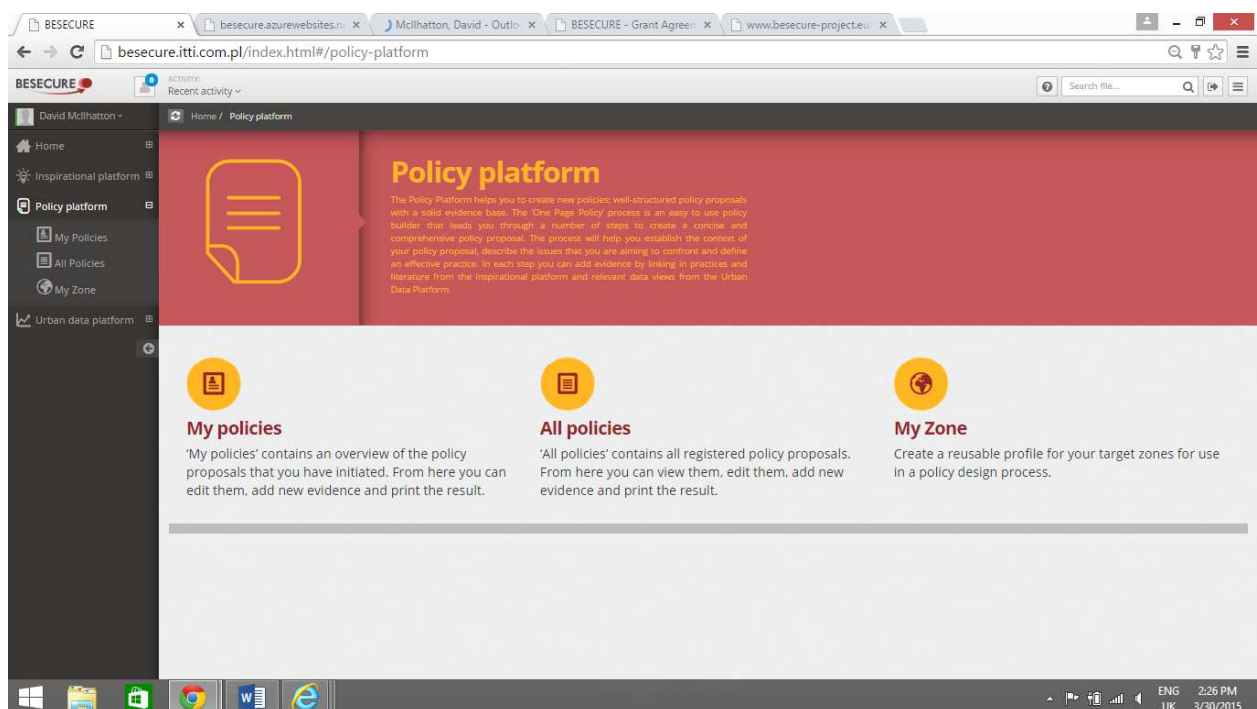 BESECURE
besecure.azurewebsites.n
McIlhatton, David - Outlo
BESECURE - Grant Agreem
www.besecure-project.eu
besecure.itti.com.pl/index.html#/policy-platform
BESECURE
0
ACTIVITY:
Recent activity
Search file...
David McIlhatton
Home / Policy platform
Home
Inspirational platform
Policy platform
My Policies
All Policies
My Zone
Urban data platform
Policy platform
The Policy Platform helps you to create new policies; well-structured policy proposals
with a solid evidence base. The 'One Page Policy' process is an easy to use policy
builder that leads you through a number of steps to create a concise and
comprehensive policy proposal. The process will help you establish the context of
your policy proposal, describe the issues that you are aiming to confront and define
an effective practice. In each step you can add evidence by linking in practices and
literature from the Inspirational platform and relevant data views from the Urban
Data Platform.
My policies
'My policies' contains an overview of the policy
proposals that you have initiated. From here you can
edit them, add new evidence and print the result.
All policies
'All policies' contains all registered policy proposals.
From here you can view them, edit them, add new
evidence and print the result.
My Zone
Create a reusable profile for your target zones for use
in a policy design process.
ENG
UK
2:26 PM
3/30/2015